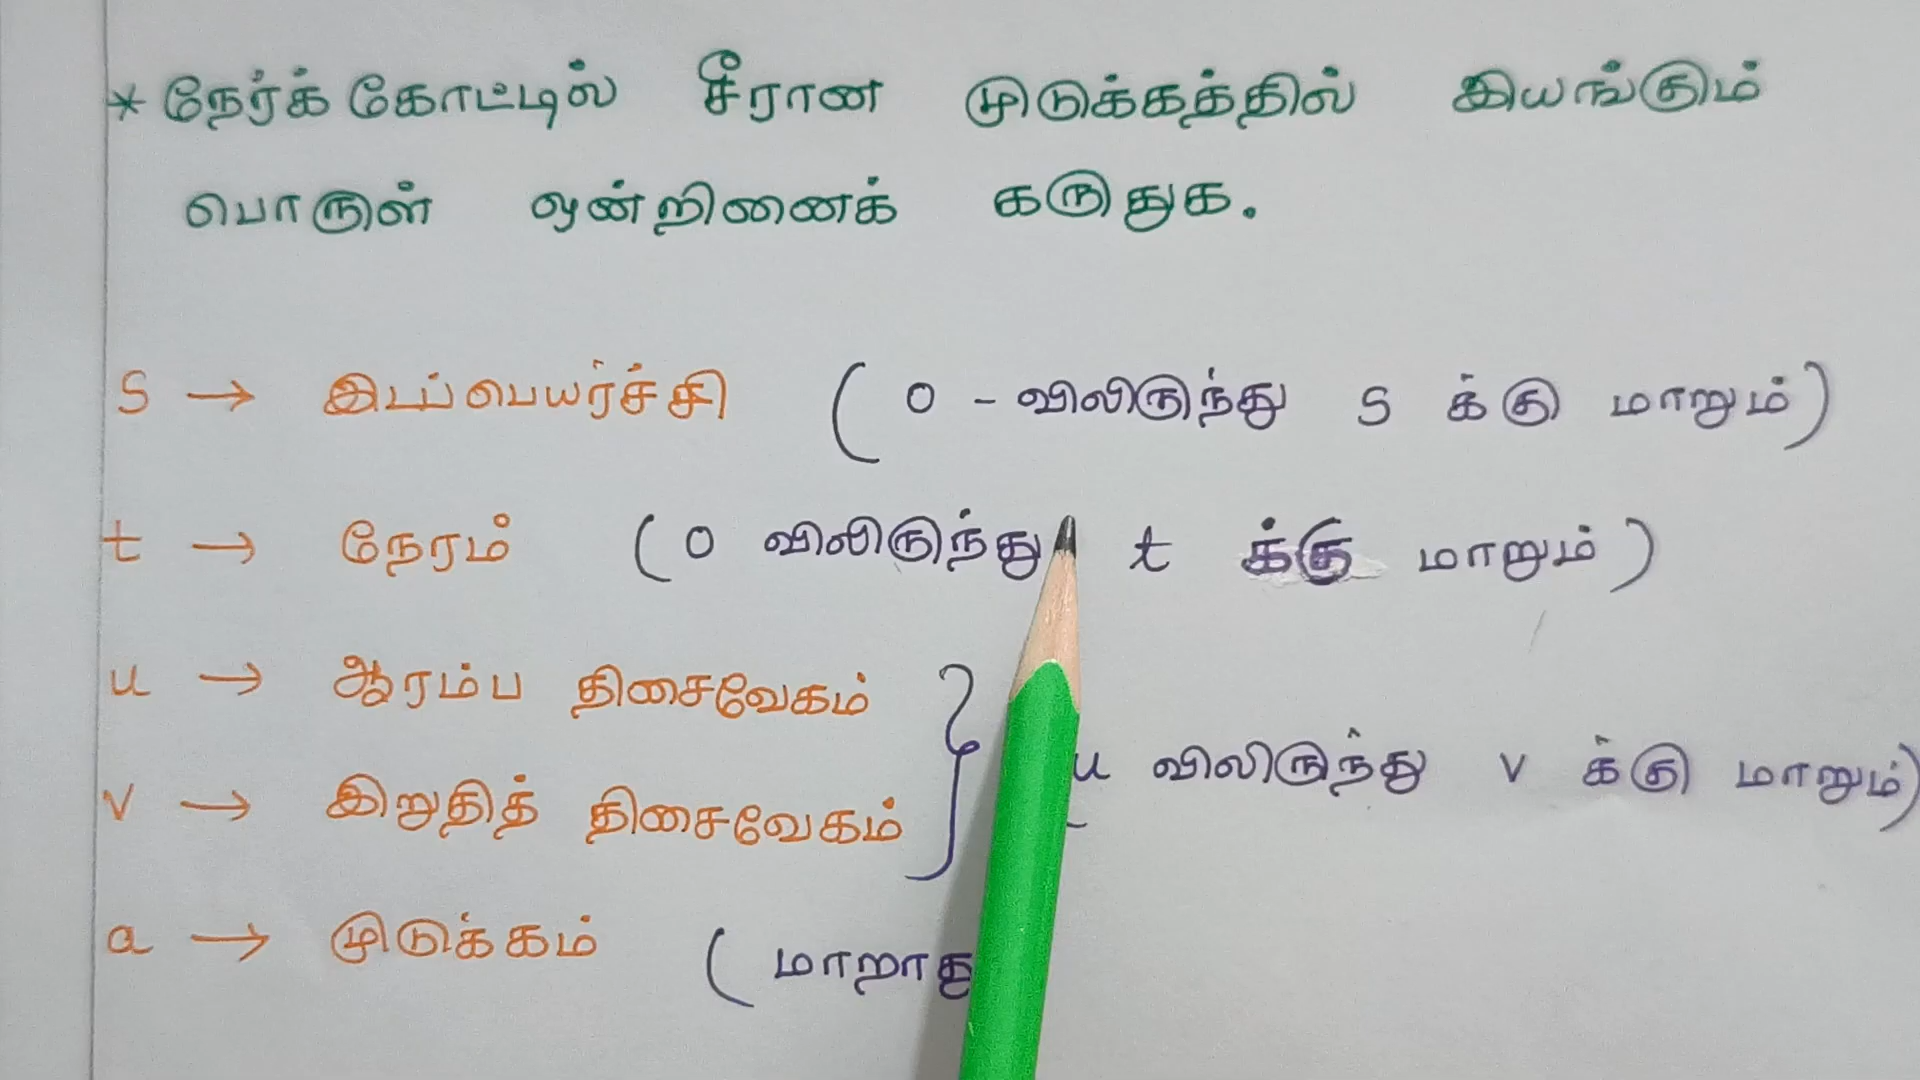 * நேர்க் கோட்டில் சீரான முடுக்கத்தில் இயங்கும்
பொருள் ஒன்றினைக் கருதுக.
S → இடப்பெயர்ச்சி ( 0 - விலிருந்து S க்கு மாறும் )
t → நேரம் ( 0 விலிருந்து t க்கு மாறும் )
u → ஆரம்ப திசைவேகம்
u விலிருந்து v க்கு மாறும் )
v → இறுதித் திசைவேகம்
a → முடுக்கம் ( மாறாது